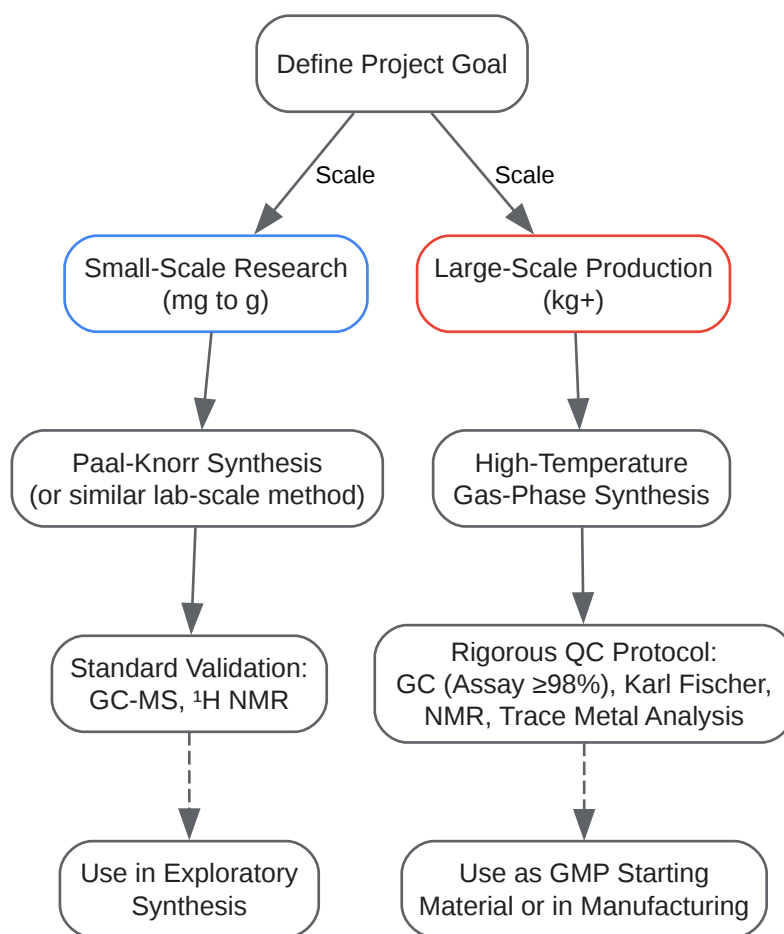 Define Project Goal
Scale
Scale
Small-Scale Research
(mg to g)
Large-Scale Production
(kg+)
Paal-Knorr Synthesis
(or similar lab-scale method)
High-Temperature
Gas-Phase Synthesis
Standard Validation:
GC-MS, ¹H NMR
Rigorous QC Protocol:
GC (Assay ≥98%), Karl Fischer,
NMR, Trace Metal Analysis
Use in Exploratory
Synthesis
Use as GMP Starting
Material or in Manufacturing